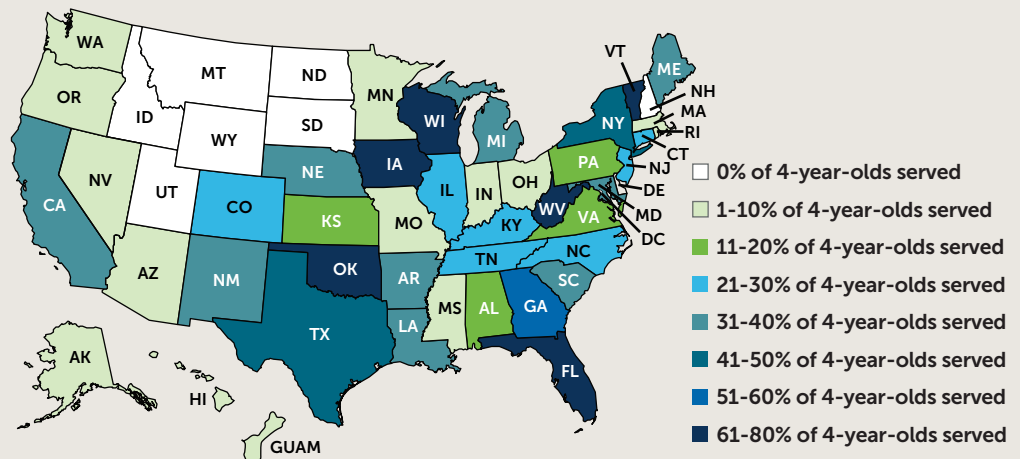 WA
OR
ID
MT
ND
SD
WY
NV
UT
CA
AZ
CO
NM
NE
KS
OK
TX
MN
IA
MO
AR
LA
WI
IL
MI
IN
OH
KY
TN
MS
AL
GA
FL
SC
NC
VA
WV
PA
NY
VT
ME
NH
MA
RI
CT
NJ
DE
MD
DC
AK
HI
GUAM
0% of 4-year-olds served
1-10% of 4-year-olds served
11-20% of 4-year-olds served
21-30% of 4-year-olds served
31-40% of 4-year-olds served
41-50% of 4-year-olds served
51-60% of 4-year-olds served
61-80% of 4-year-olds served